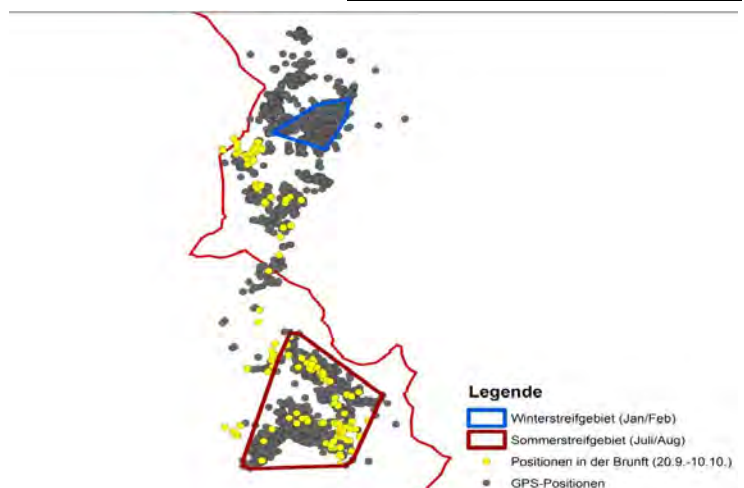 Legende
Winterstreifgebiet (Jan/Feb)
Sommerstreifgebiet (Juli/Aug)
Positionen in der Brunft (20.9.-10.10.)
GPS-Positionen